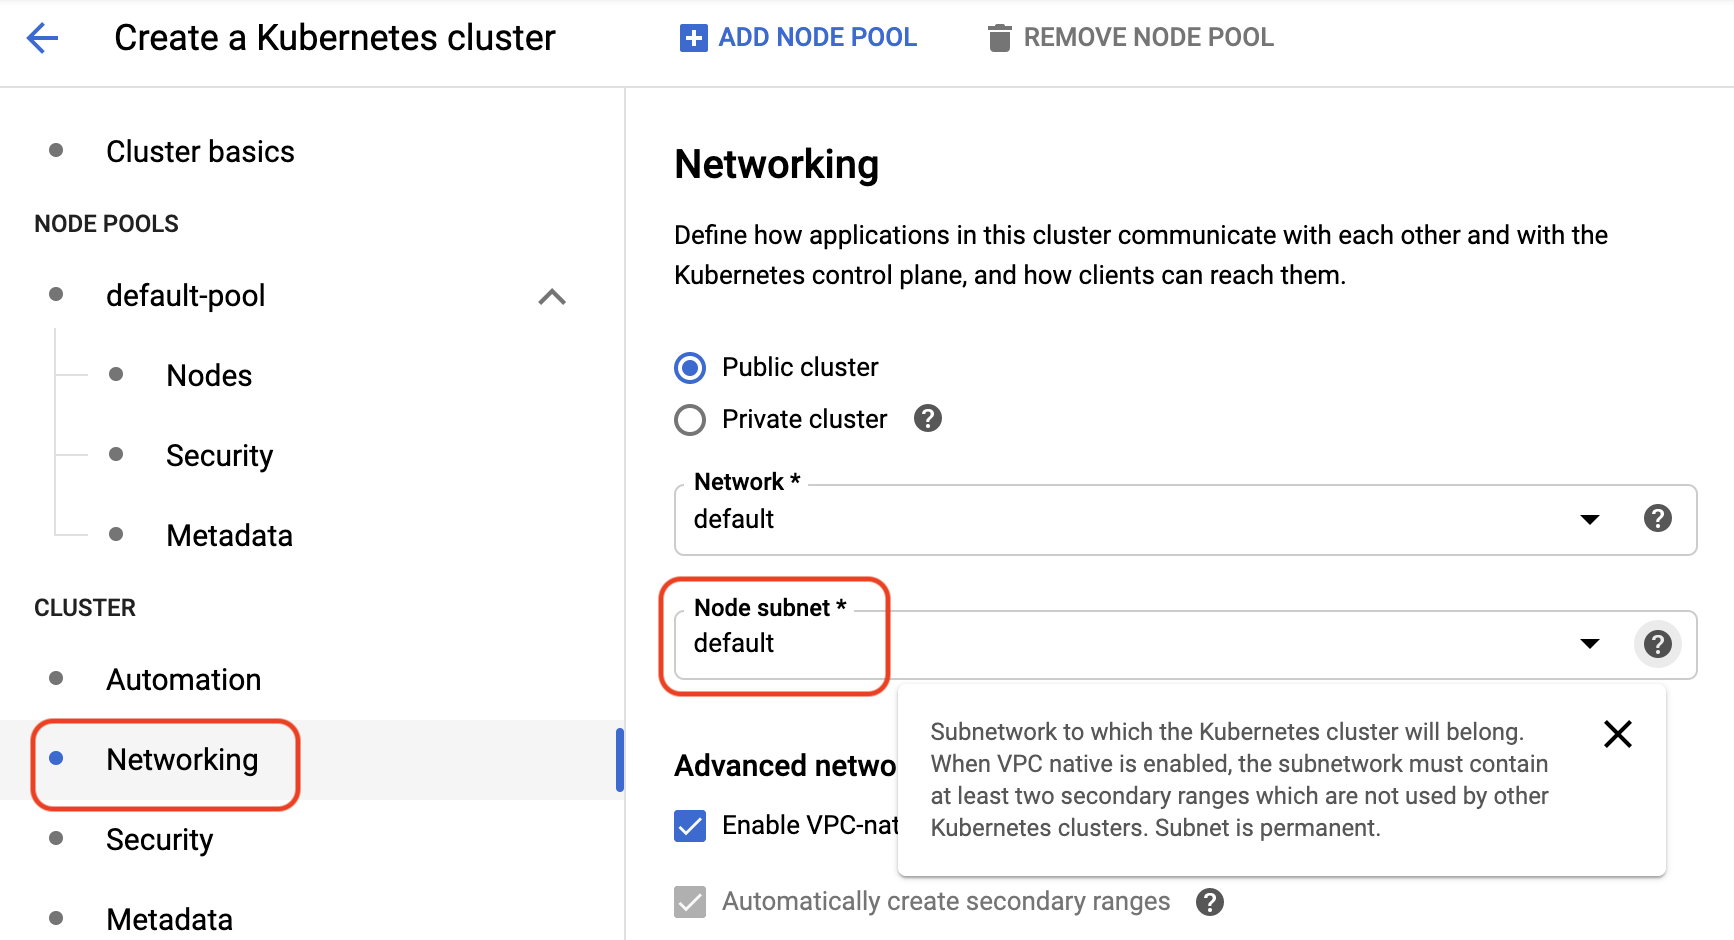 Create a Kubernetes cluster
ADD NODE POOL
REMOVE NODE POOL
Cluster basics
NODE POOLS
default-pool
Nodes
Security
Metadata
CLUSTER
Automation
Networking
Security
Metadata
Networking
Define how applications in this cluster communicate with each other and with the
Kubernetes control plane, and how clients can reach them.
Public cluster
Private cluster
Network *
default
Node subnet *
default
Subnetwork to which the Kubernetes cluster will belong.
When VPC native is enabled, the subnetwork must contain
at least two secondary ranges which are not used by other
Kubernetes clusters. Subnet is permanent.
Advanced netwo
Enable VPC-nat
Automatically create secondary ranges